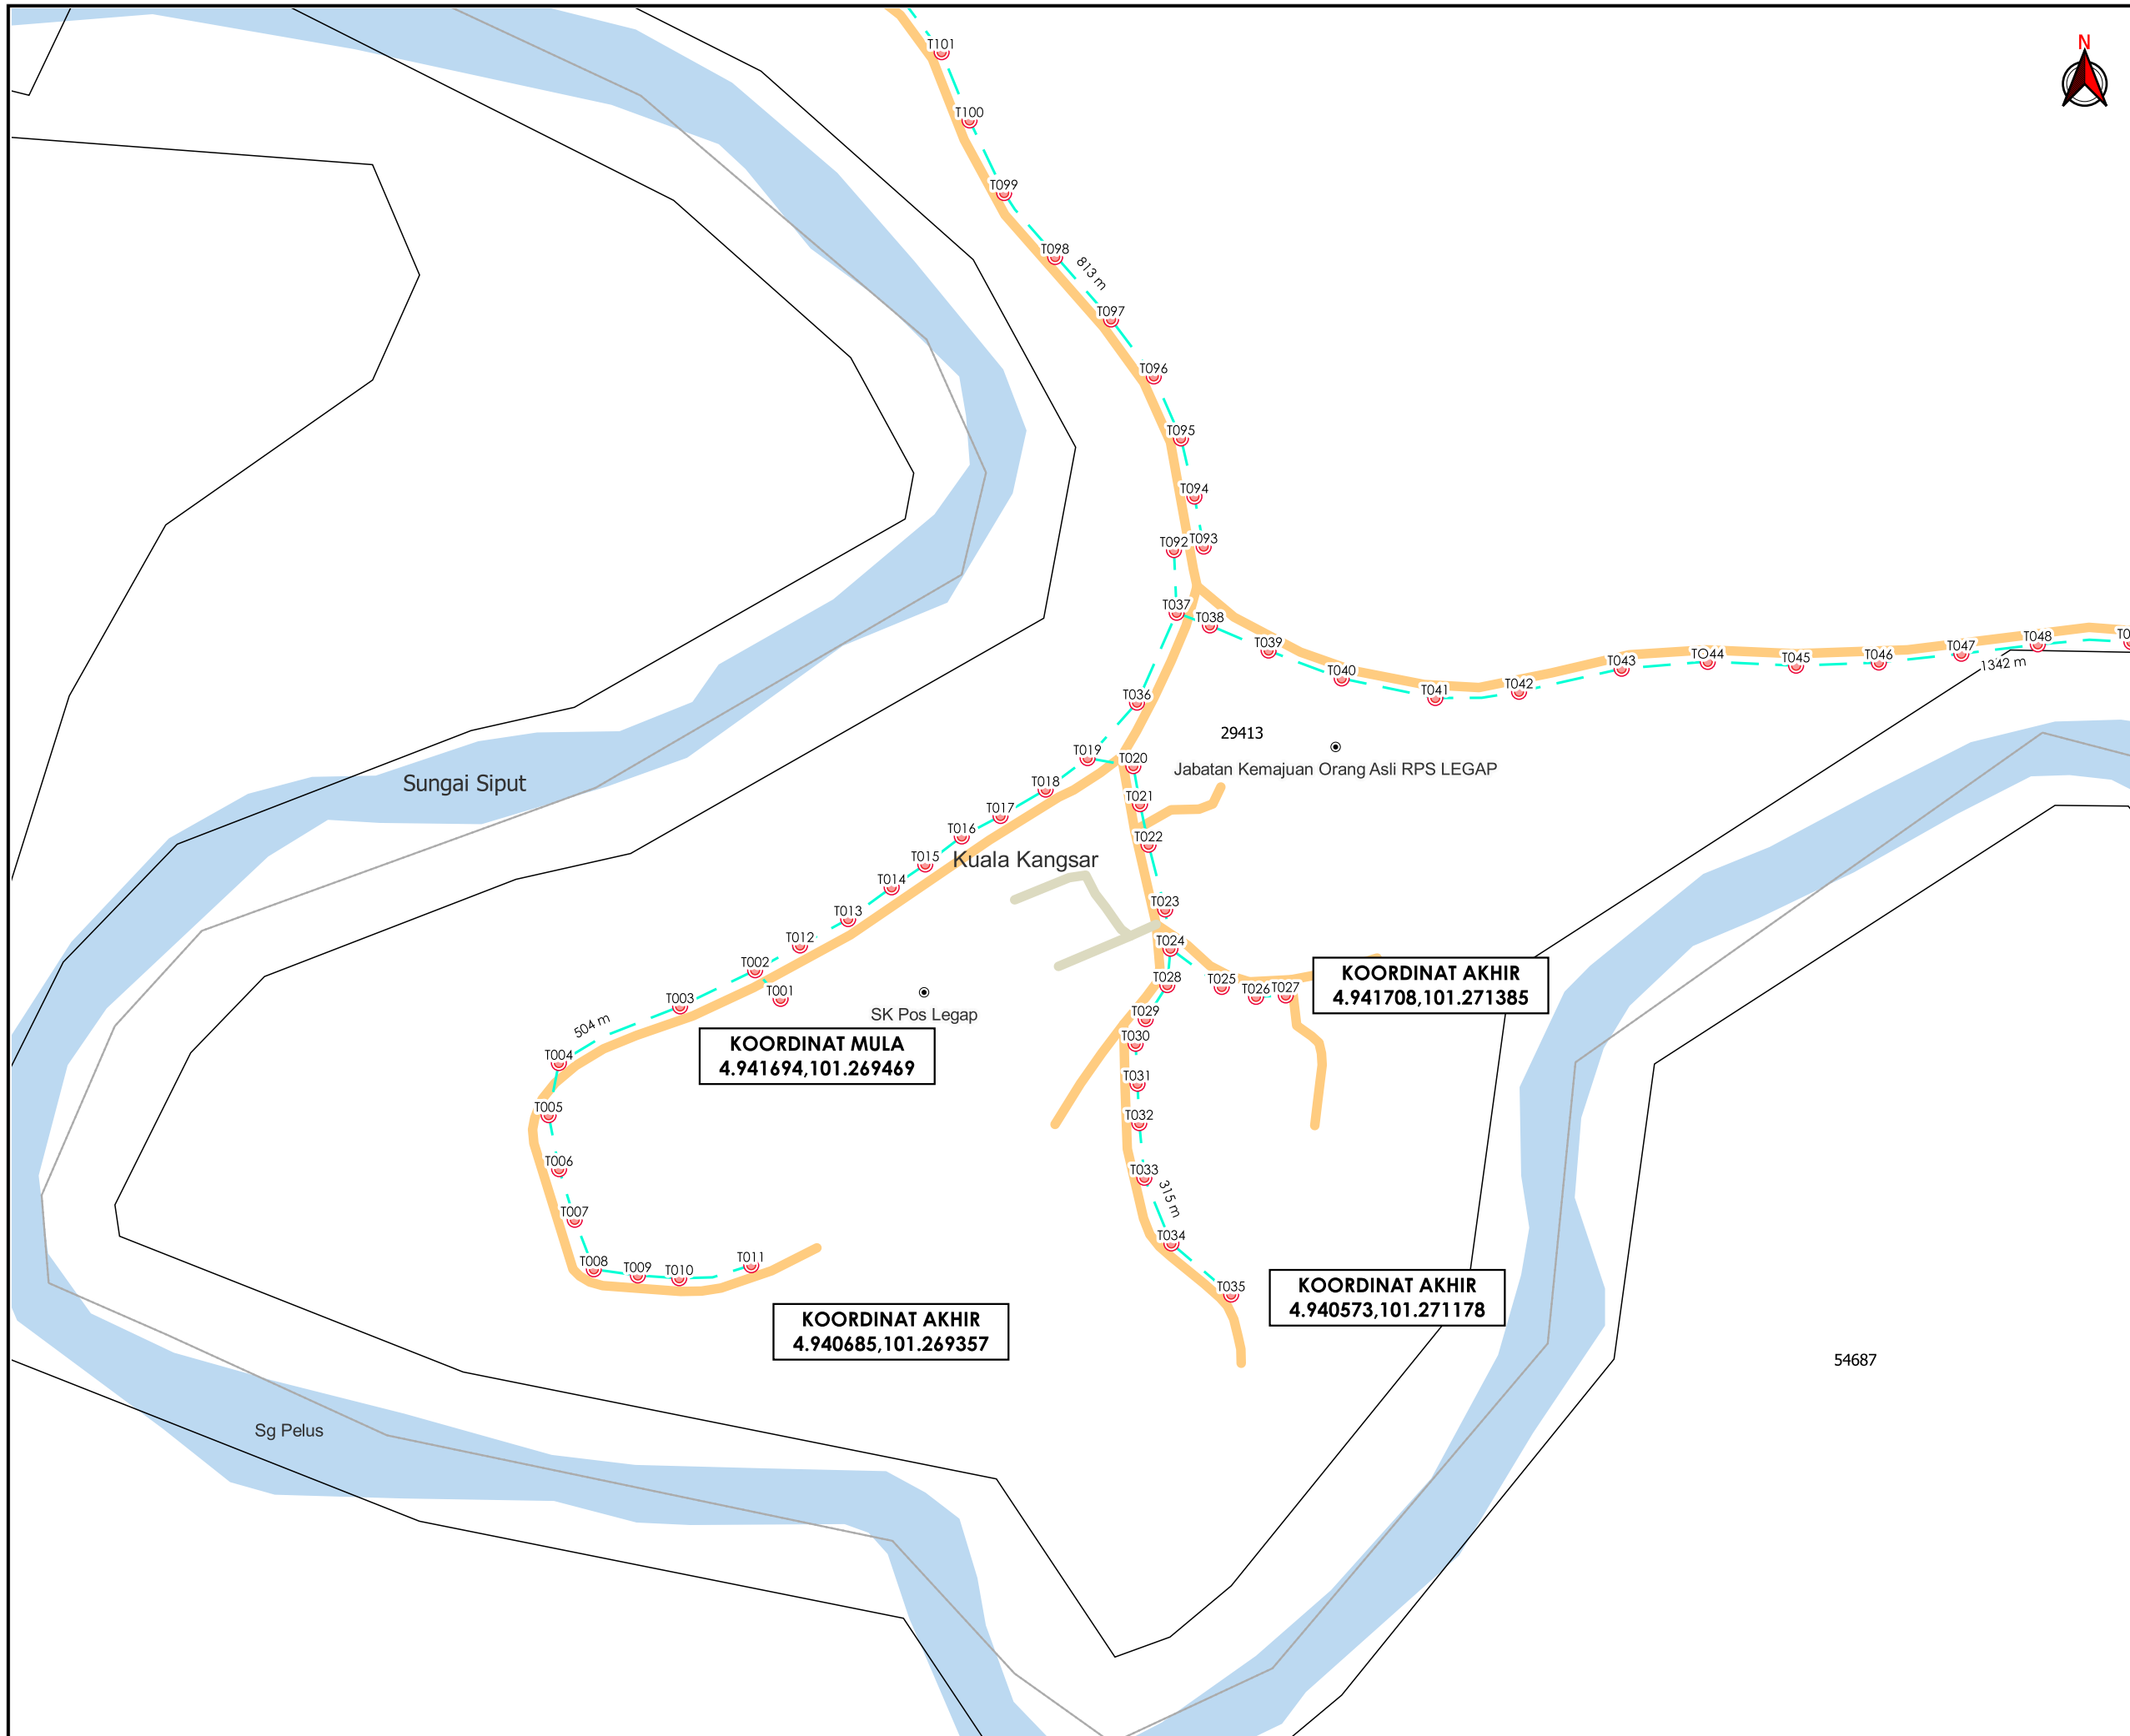 N
T101
T100
T099
T098
813 m
T097
T096
T095
T094
T092
T093
T037
T038
T039
T040
T041
T042
T043
TO44
T045
T046
T047
T048
1342 m
T036
T019
T020
29413
Jabatan Kemajuan Orang Asli RPS LEGAP
Sungai Siput
T018
T021
T017
T016
T022
T015
Kuala Kangsar
T014
T013
T023
T012
T024
T002
T001
T003
504 m
T004
SK Pos Legap
T028
T025
T026
T027
KOORDINAT AKHIR
4.941708,101.271385
KOORDINAT MULA
4.941694,101.269469
T029
T030
T031
T032
T005
T006
T033
315 m
T007
T034
T008
T009
T010
T011
T035
KOORDINAT AKHIR
4.940573,101.271178
KOORDINAT AKHIR
4.940685,101.269357
54687
Sg Pelus